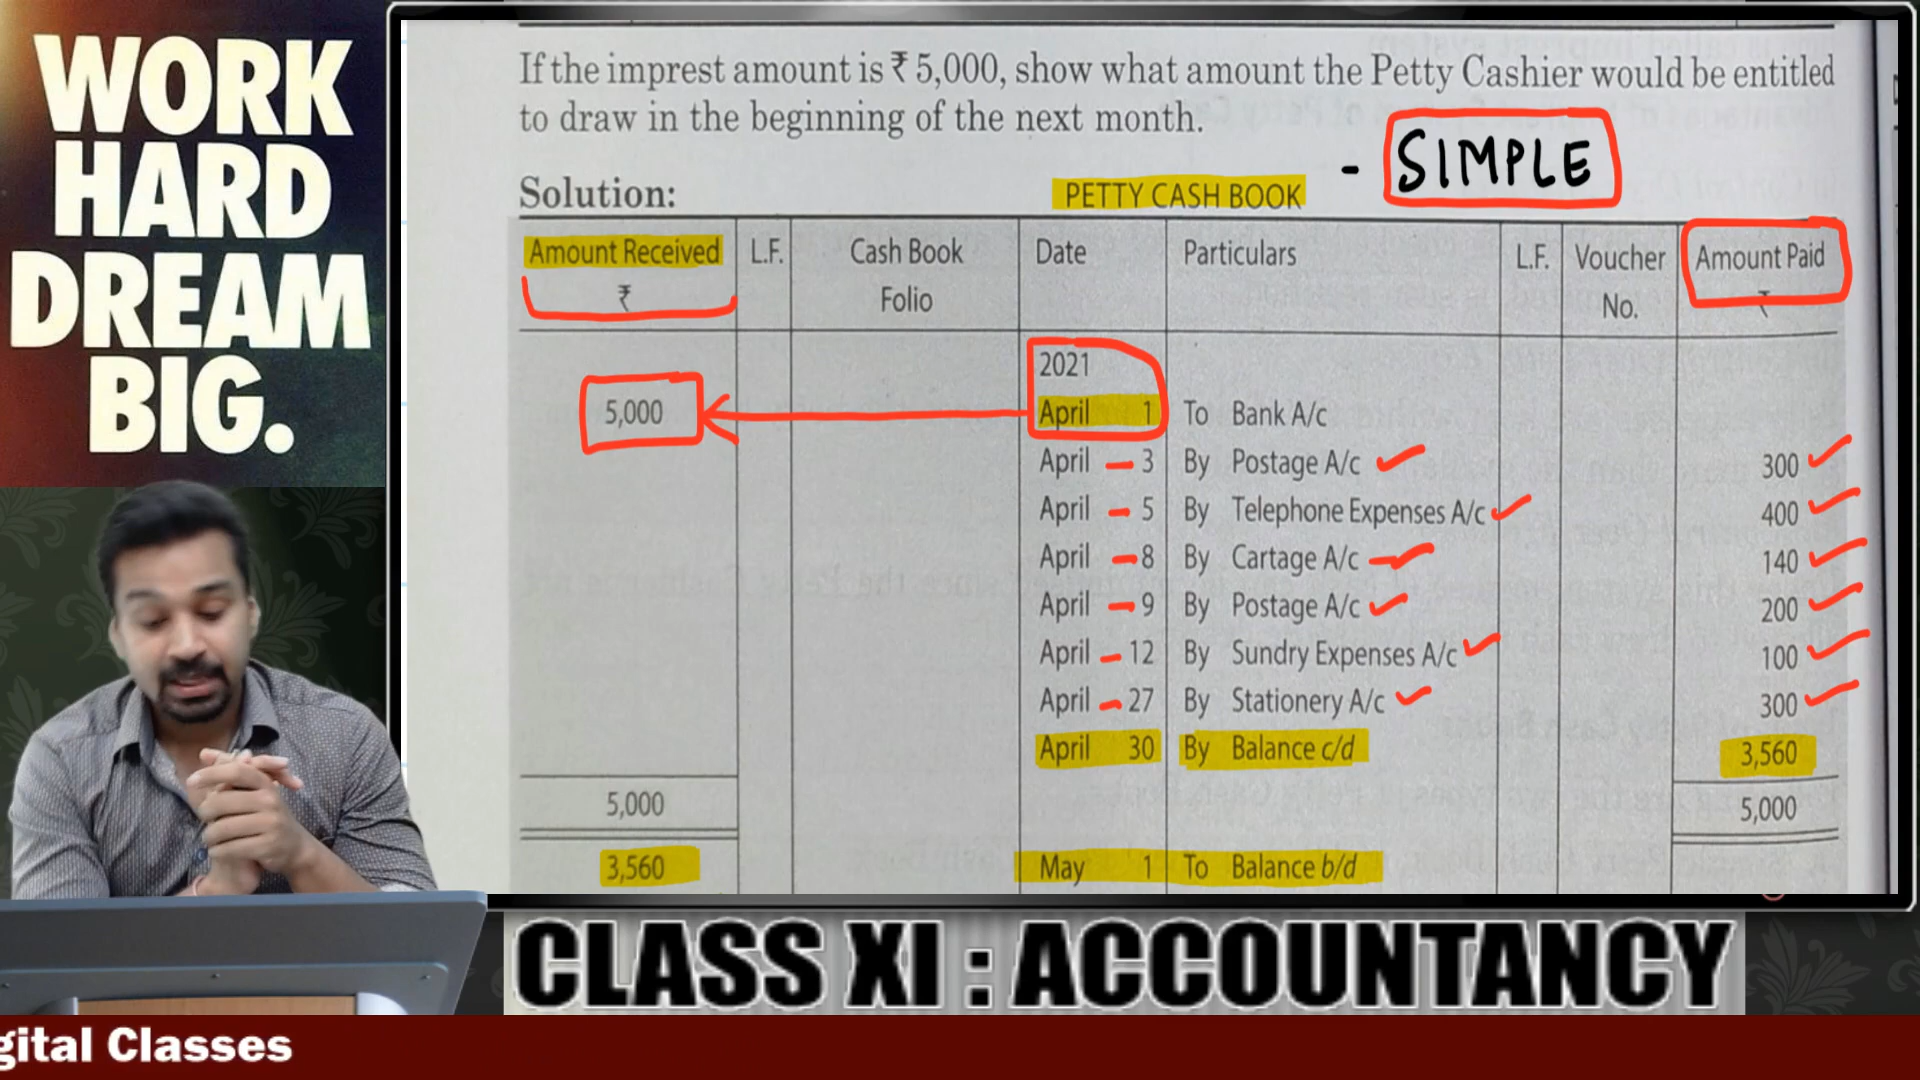 WORK
HARD
DREAM
BIG.
If the imprest amount is ₹ 5,000, show what amount the Petty Cashier would be entitled
to draw in the beginning of the next month.
- SIMPLE
Solution: PETTY CASH BOOK
Amount Received L.F. Cash Book Date Particulars L.F. Voucher Amount Paid
₹ Folio No. ₹
2021
5,000 April 1 To Bank A/c
April 3 By Postage A/c 300
April 5 By Telephone Expenses A/c 400
April 8 By Cartage A/c 140
April 9 By Postage A/c 200
April 12 By Sundry Expenses A/c 100
April 27 By Stationery A/c 300
April 30 By Balance c/d 3,560
5,000 5,000
3,560 May 1 To Balance b/d
CLASS XI : ACCOUNTANCY
gital Classes